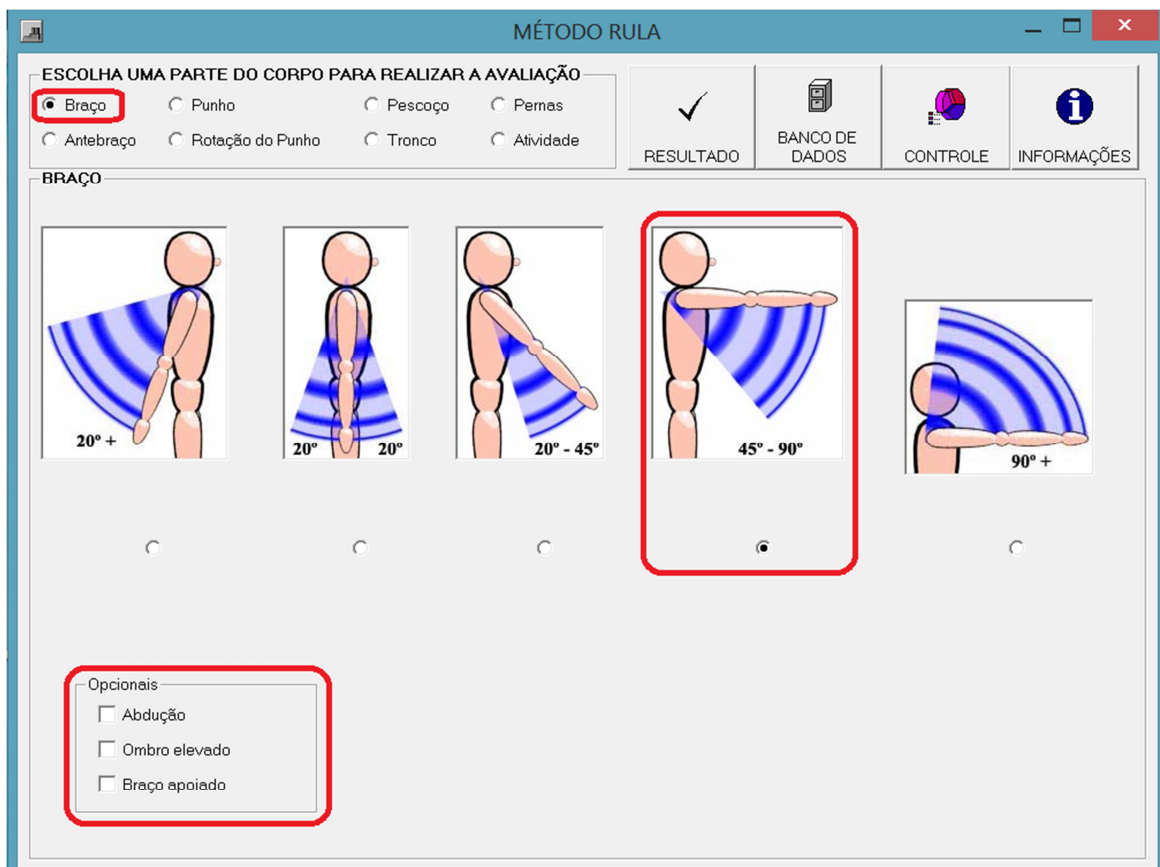 MÉTODO RULA
ESCOLHA UMA PARTE DO CORPO PARA REALIZAR A AVALIAÇÃO
Braço Punho Pescoço Pernas
Antebraço Rotação do Punho Tronco Atividade
RESULTADO
BANCO DE
DADOS
CONTROLE
INFORMAÇÕES
BRAÇO
20º +
20º 20º
20º - 45º
45º - 90º
90º +
Opcionais
Abdução
Ombro elevado
Braço apoiado